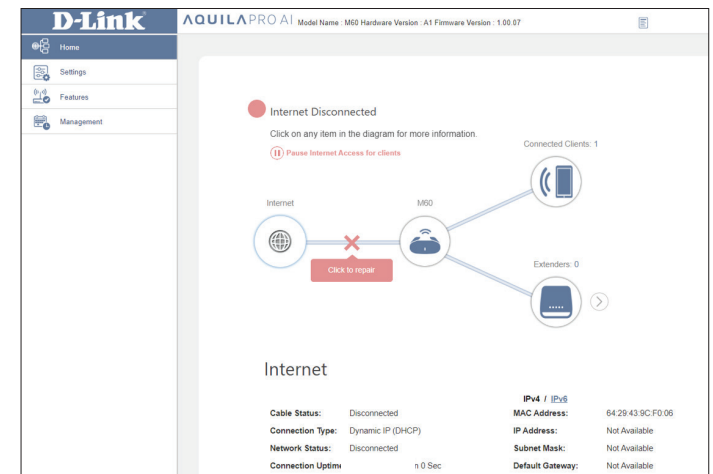 D-Link
AQUILA PRO AI Model Name : M60 Hardware Version : A1 Firmware Version : 1.00.07
Home
Settings
Features
Management
Internet Disconnected
Click on any item in the diagram for more information.
Pause Internet Access for clients
Connected Clients: 1
Internet
M60
Click to repair
Extenders: 0
Internet
IPv4 / IPv6
Cable Status: Disconnected MAC Address: 64:29:43:9C:F0:06
Connection Type: Dynamic IP (DHCP) IP Address: Not Available
Network Status: Disconnected Subnet Mask: Not Available
Connection Uptim n 0 Sec Default Gateway: Not Available